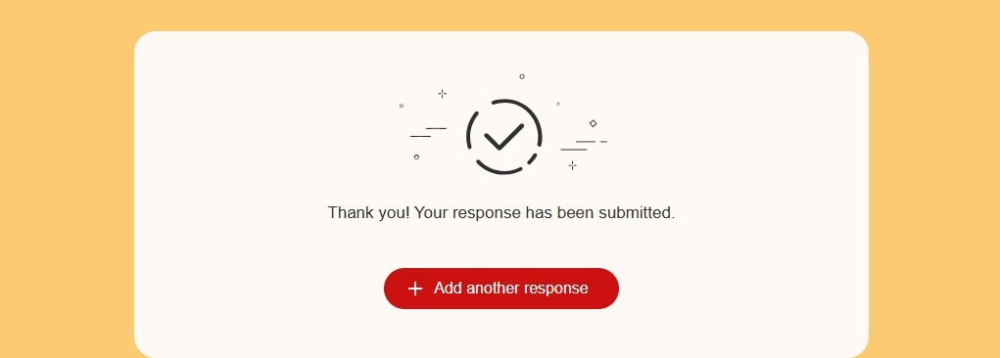 Thank you! Your response has been submitted.
Add another response